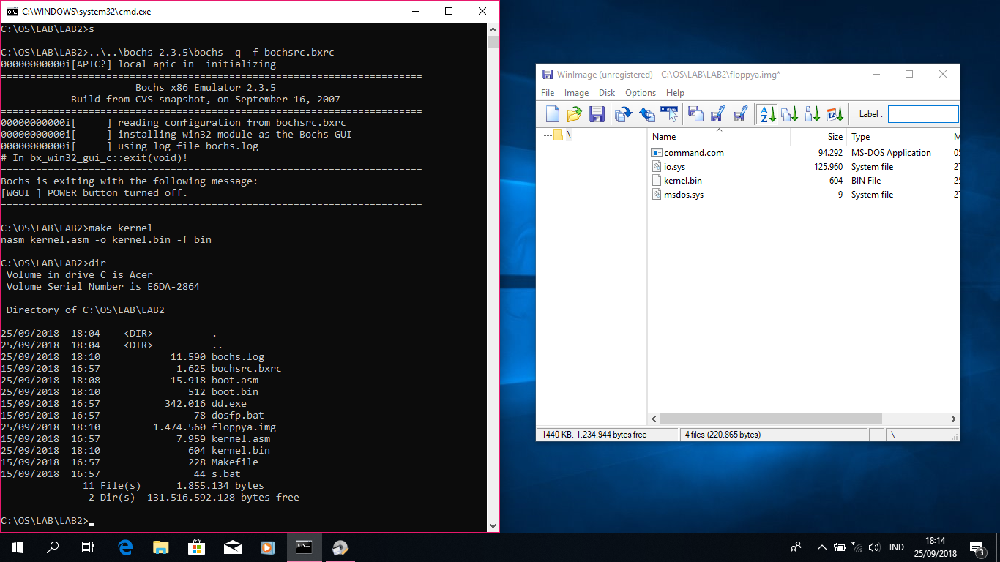 C:\WINDOWS\system32\cmd.exe
C:\OS\LAB\LAB2>s
C:\OS\LAB\LAB2>..\..\bochs-2.3.5\bochs -q -f bochsrc.bxrc
00000000000i[APIC?] local apic in  initializing
========================================================================
Bochs x86 Emulator 2.3.5
Build from CVS snapshot, on September 16, 2007
========================================================================
00000000000i[     ] reading configuration from bochsrc.bxrc
00000000000i[     ] installing win32 module as the Bochs GUI
00000000000i[     ] using log file bochs.log
# In bx_win32_gui_c::exit(void)!
========================================================================
Bochs is exiting with the following message:
[WGUI ] POWER button turned off.
========================================================================
C:\OS\LAB\LAB2>make kernel
nasm kernel.asm -o kernel.bin -f bin
C:\OS\LAB\LAB2>dir
Volume in drive C is Acer
Volume Serial Number is E6DA-2864
Directory of C:\OS\LAB\LAB2
25/09/2018  18:04    <DIR>          .
25/09/2018  18:04    <DIR>          ..
25/09/2018  18:10            11.590 bochs.log
15/09/2018  16:57             1.625 bochsrc.bxrc
25/09/2018  18:08            15.918 boot.asm
25/09/2018  18:10               512 boot.bin
15/09/2018  16:57           342.016 dd.exe
15/09/2018  16:57                78 dosfp.bat
25/09/2018  18:10         1.474.560 floppya.img
15/09/2018  16:57             7.959 kernel.asm
25/09/2018  18:10               604 kernel.bin
15/09/2018  16:57               228 Makefile
15/09/2018  16:57                44 s.bat
11 File(s)      1.855.134 bytes
2 Dir(s)  131.516.592.128 bytes free
C:\OS\LAB\LAB2>
WinImage (unregistered) - C:\OS\LAB\LAB2\floppya.img*
File Image Disk Options Help
Label :
\
Name Size Type M
command.com 94.292 MS-DOS Application 05
io.sys 125.960 System file 27
kernel.bin 604 BIN File 25
msdos.sys 9 System file 27
1440 KB, 1.234.944 bytes free 4 files (220.865 bytes) \
IND
18:14
25/09/2018
3